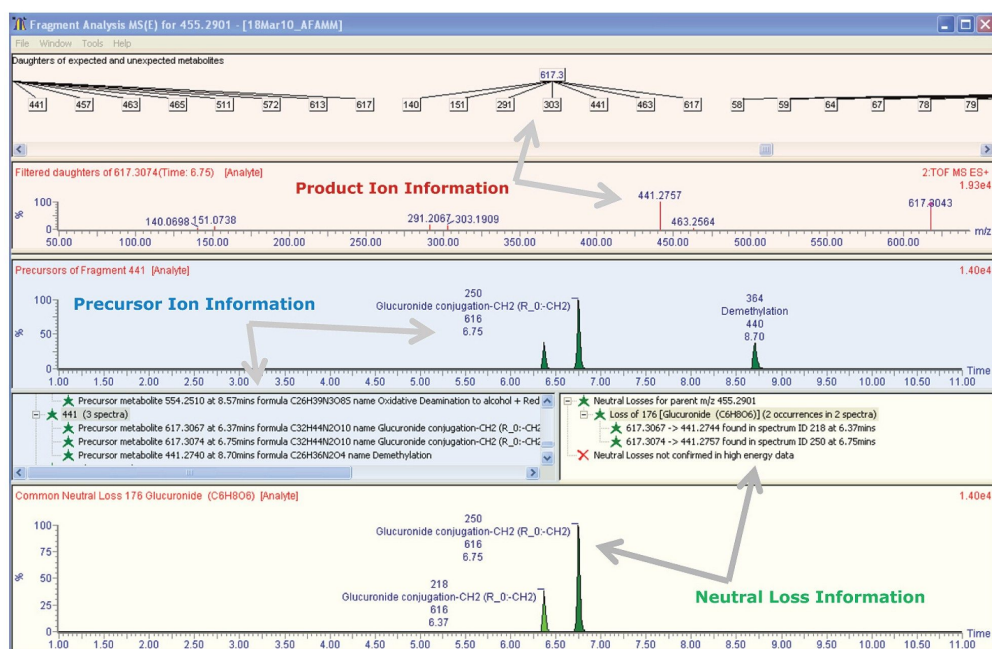 Fragment Analysis MS(E) for 455.2901 - [18Mar10_AFAMM]
File Window Tools Help
Daughters of expected and unexpected metabolites
617.3
441 457 463 465 511 572 613 617 140 151 291 303 441 463 617 58 59 64 67 78 79
Filtered daughters of 617.3074(Time: 6.75) [Analyte]
2:TOF MS ES+
1.93e4
Product Ion Information
100
%
0
140.0698 151.0738 291.2067 303.1909 441.2757 463.2564 617.3043
m/z
50.00 100.00 150.00 200.00 250.00 300.00 350.00 400.00 450.00 500.00 550.00 600.00
Precursors of Fragment 441 [Analyte]
1.40e4
Precursor Ion Information
100
50
%
0
250
Glucuronide conjugation-CH2 (R_0:-CH2)
616
6.75
364
Demethylation
440
8.70
Time
1.00 1.50 2.00 2.50 3.00 3.50 4.00 4.50 5.00 5.50 6.00 6.50 7.00 7.50 8.00 8.50 9.00 9.50 10.00 10.50 11.00
Precursor metabolite 554.2510 at 8.57mins formula C26H39N3O8S name Oxidative Deamination to alcohol + Red
441 (3 spectra)
Precursor metabolite 617.3067 at 6.37mins formula C32H44N2O10 name Glucuronide conjugation-CH2 (R_0:-CH2
Precursor metabolite 617.3074 at 6.75mins formula C32H44N2O10 name Glucuronide conjugation-CH2 (R_0:-CH2
Precursor metabolite 441.2740 at 8.70mins formula C26H36N2O4 name Demethylation
Neutral Losses for parent m/z 455.2901
Loss of 176 [Glucuronide (C6H8O6)] (2 occurrences in 2 spectra)
617.3067 -> 441.2744 found in spectrum ID 218 at 6.37mins
617.3074 -> 441.2757 found in spectrum ID 250 at 6.75mins
Neutral Losses not confirmed in high energy data
Common Neutral Loss 176 Glucuronide (C6H8O6) [Analyte]
1.40e4
100
75
%
50
25
0
250
Glucuronide conjugation-CH2 (R_0:-CH2)
616
6.75
218
Glucuronide conjugation-CH2 (R_0:-CH2)
616
6.37
Neutral Loss Information
Time
1.00 1.50 2.00 2.50 3.00 3.50 4.00 4.50 5.00 5.50 6.00 6.50 7.00 7.50 8.00 8.50 9.00 9.50 10.00 10.50 11.00